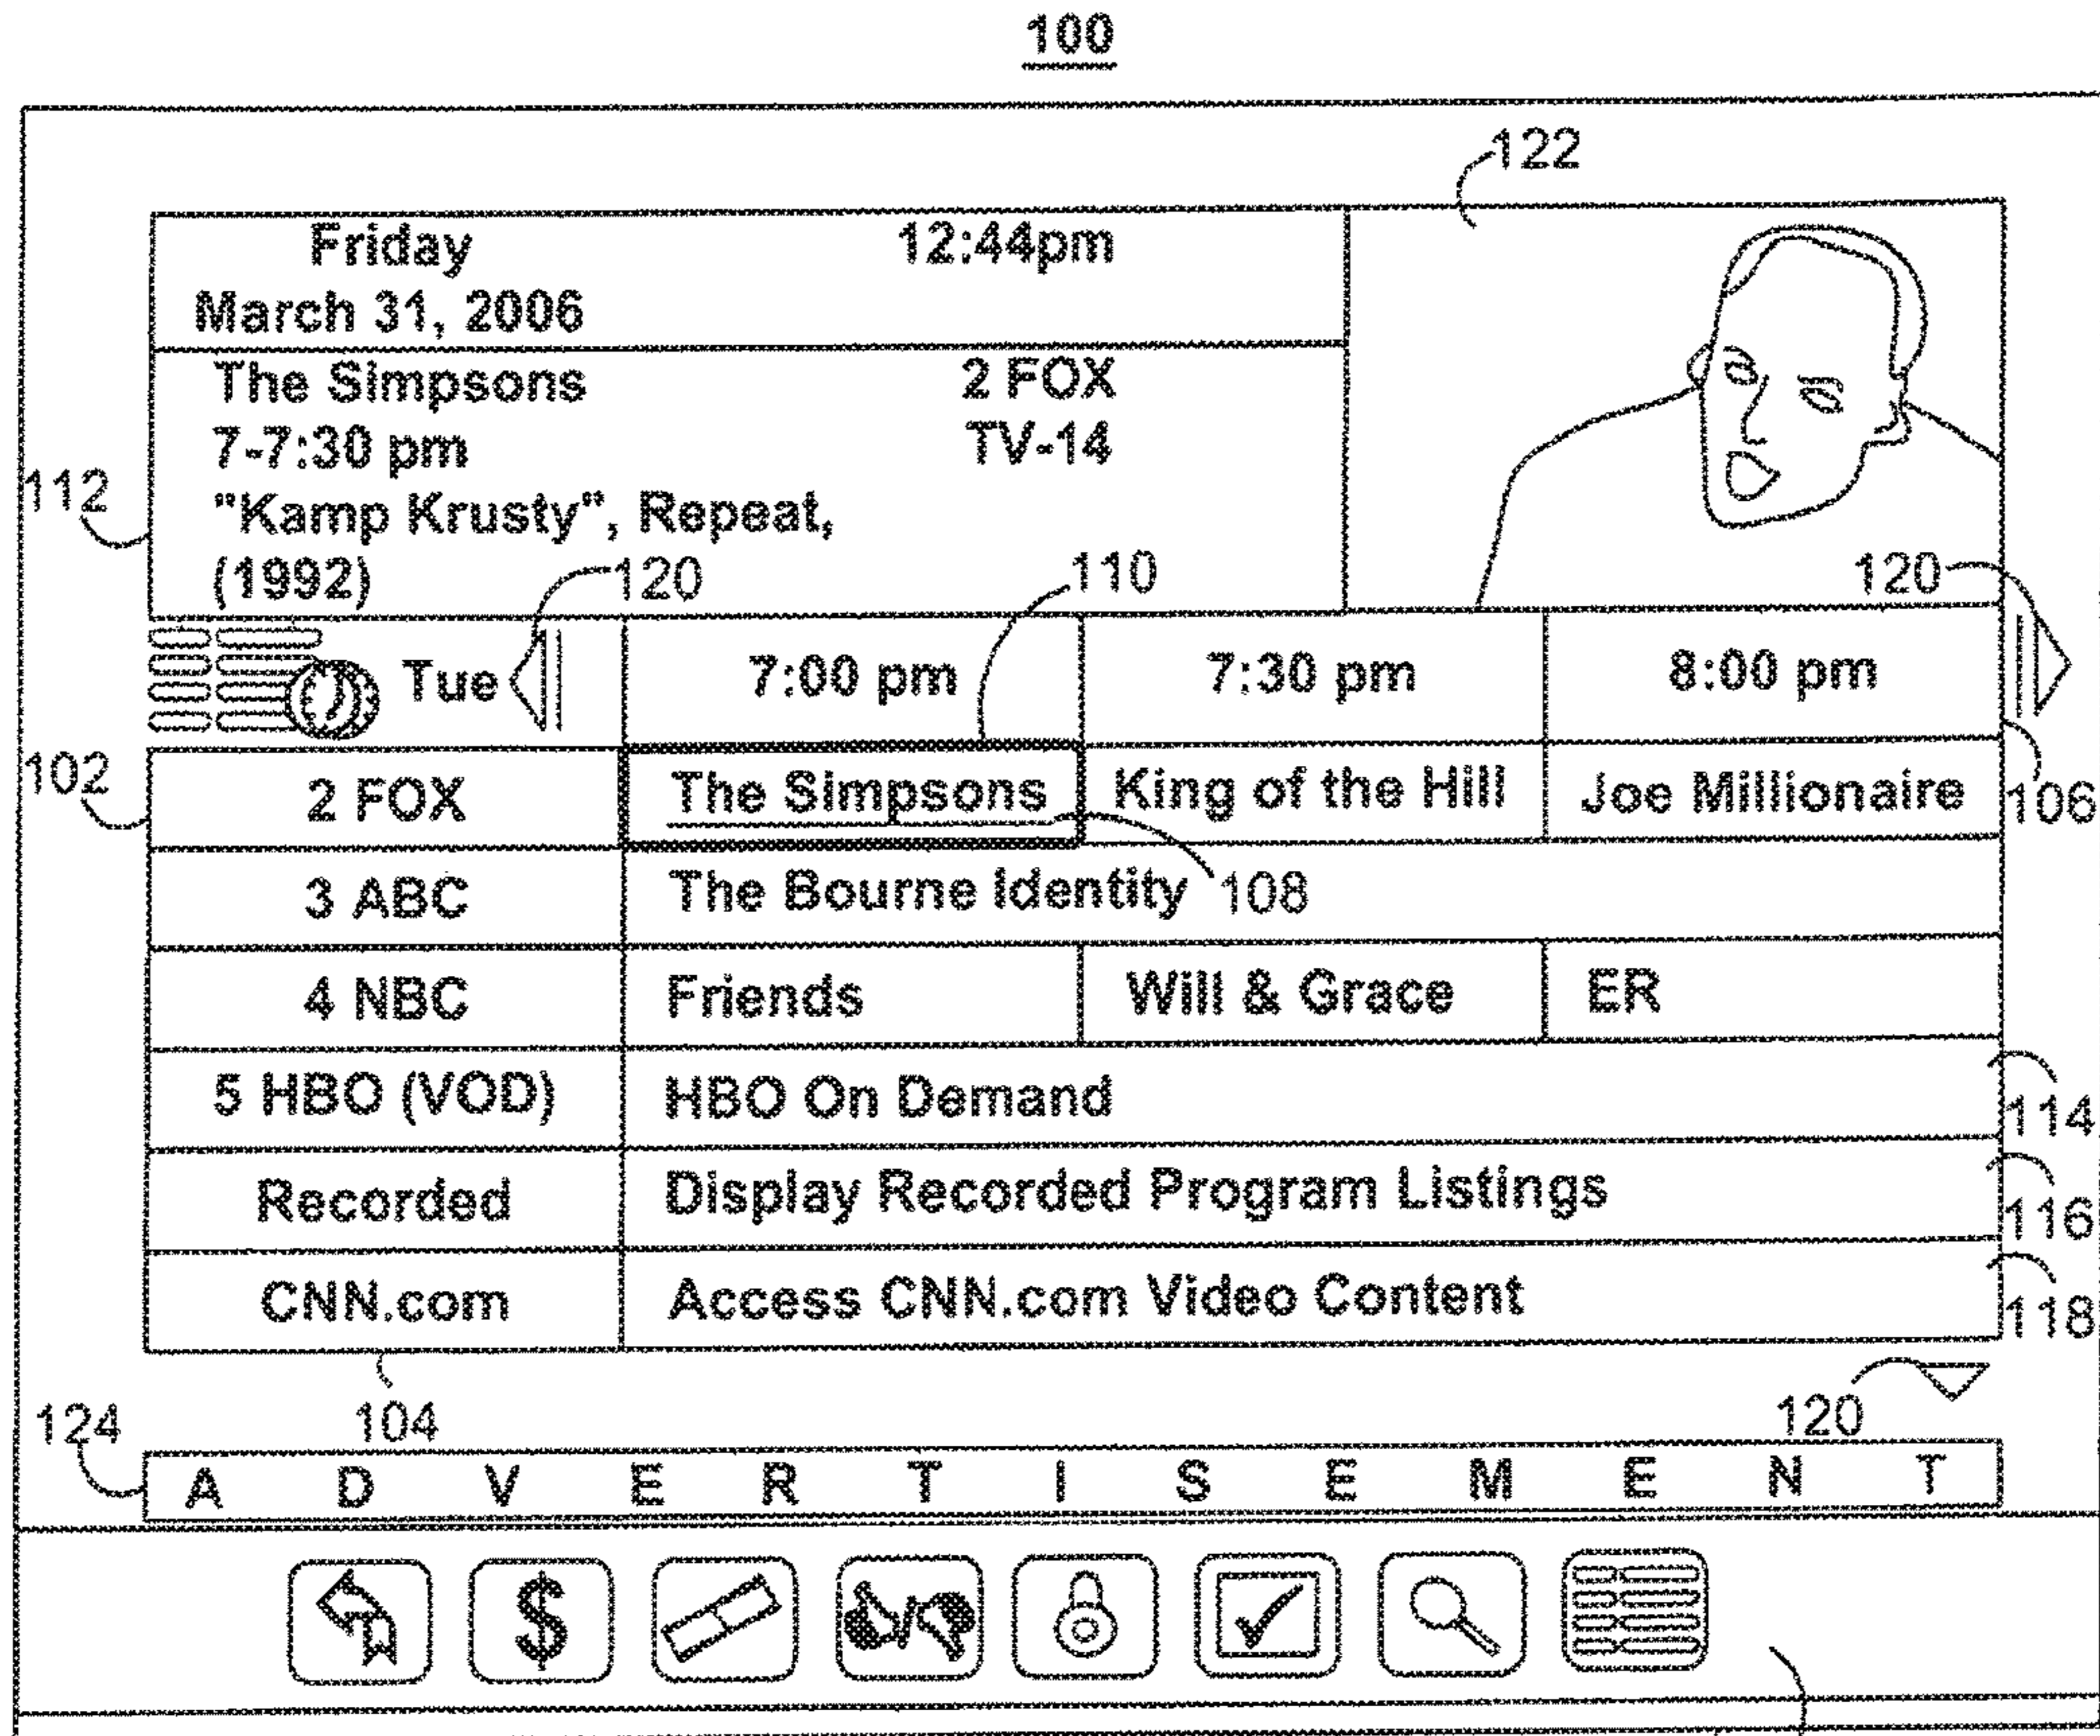 100
122
Friday 12:44pm
March 31, 2006
The Simpsons 2 FOX
7-7:30 pm TV-14
112
"Kamp Krusty", Repeat,
(1992) 120 110 120
Tue 7:00 pm 7:30 pm 8:00 pm
102
2 FOX The Simpsons King of the Hill Joe Millionaire 106
3 ABC The Bourne Identity 108
4 NBC Friends Will & Grace ER
5 HBO (VOD) HBO On Demand 114
Recorded Display Recorded Program Listings 116
CNN.com Access CNN.com Video Content 118
124 104 120
A D V E R T I S E M E N T
$